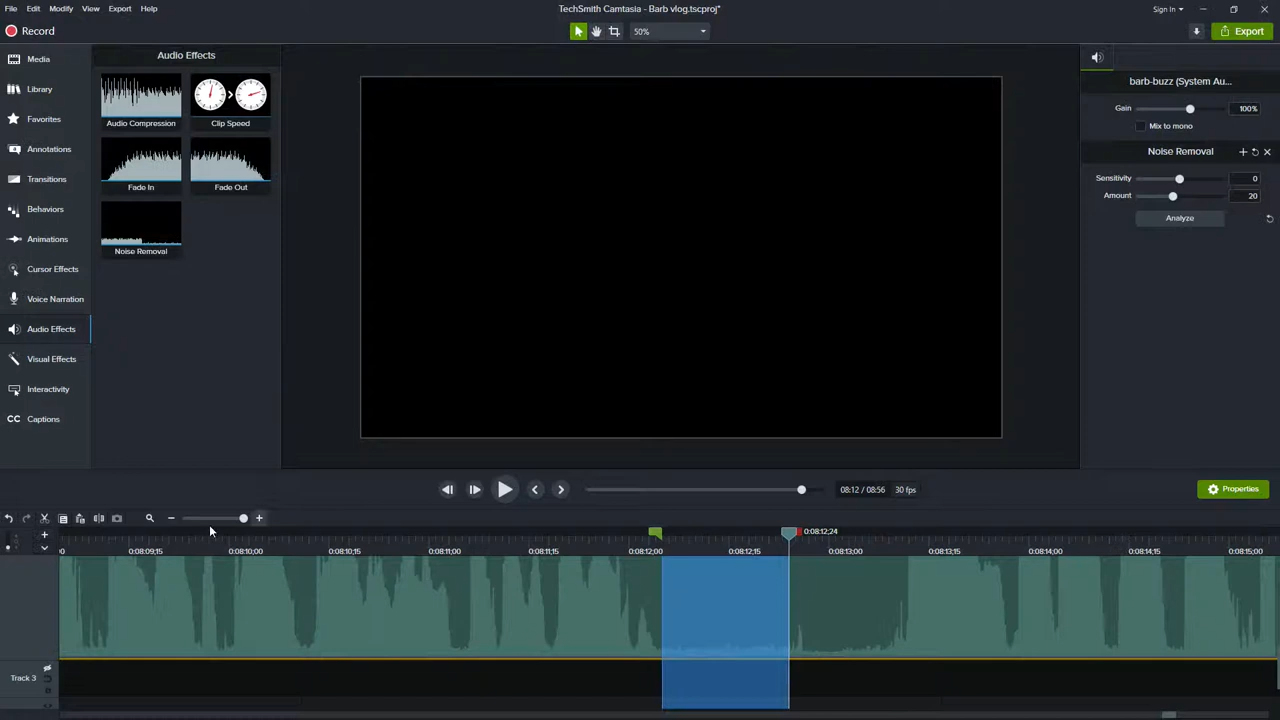 File Edit Modify View Export Help
TechSmith Camtasia - Barb vlog.tscproj*
Sign In
Record
50%
Export
Media
Library
Favorites
Annotations
Transitions
Behaviors
Animations
Cursor Effects
Voice Narration
Audio Effects
Visual Effects
Interactivity
CC Captions
Audio Effects
Audio Compression
Clip Speed
Fade In
Fade Out
Noise Removal
barb-buzz (System Au...
Gain 100%
Mix to mono
Noise Removal
Sensitivity 0
Amount 20
Analyze
08:12 / 08:56 30 fps
Properties
0:08:12;24
00 0:08:09;15 0:08:10;00 0:08:10;15 0:08:11;00 0:08:11;15 0:08:12;00 0:08:12;15 0:08:13;00 0:08:13;15 0:08:14;00 0:08:14;15 0:08:15;00
Track 3